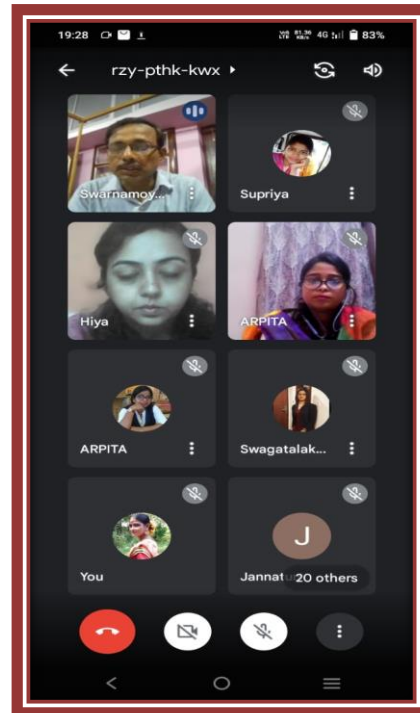 19:28 83%
rzy-pthk-kwx
Swarnamoy...
Supriya
Hiya
ARPITA
ARPITA
Swagatalak...
You
J
Jannatu 20 others